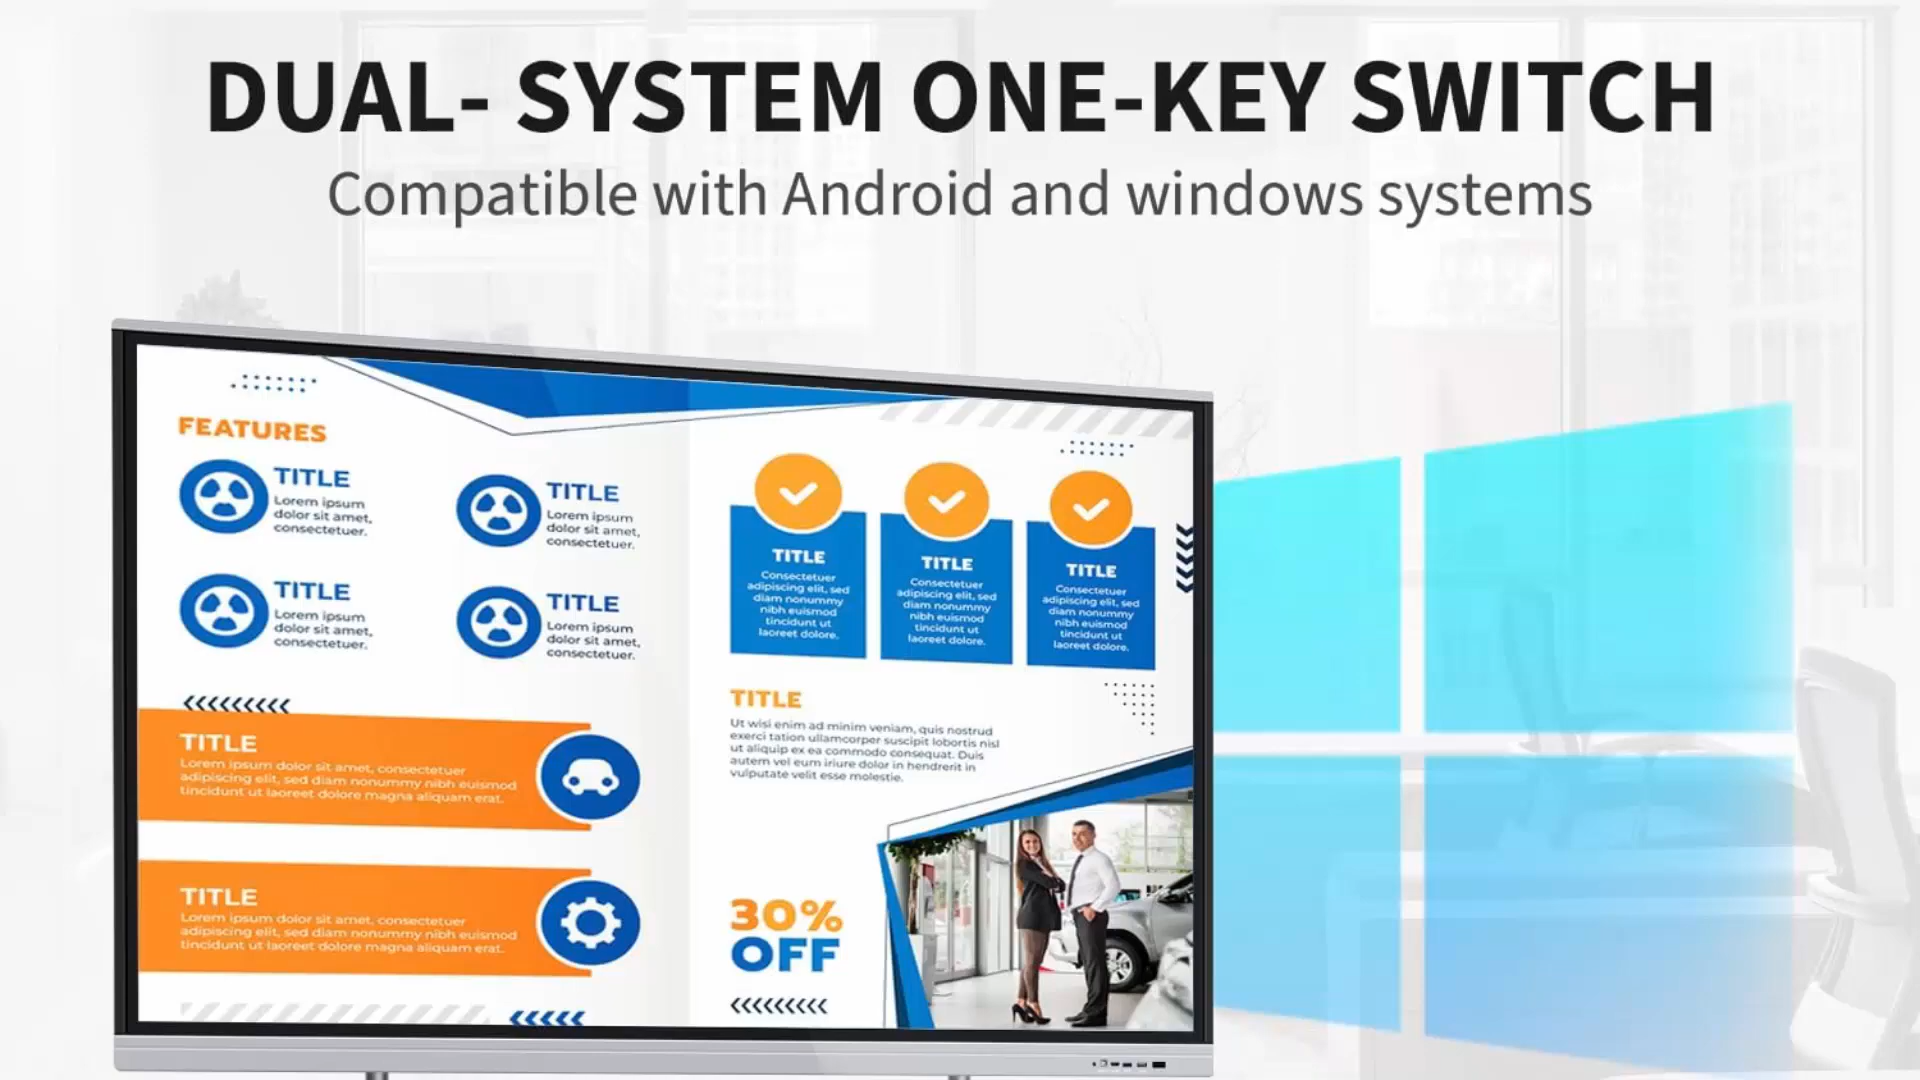 DUAL- SYSTEM ONE-KEY SWITCH
Compatible with Android and windows systems
FEATURES
TITLE
Lorem ipsum
dolor sit amet,
consectetuer.
TITLE
Lorem ipsum
dolor sit amet,
consectetuer.
TITLE
Lorem ipsum
dolor sit amet,
consectetuer.
TITLE
Lorem ipsum
dolor sit amet,
consectetuer.
TITLE
Lorem ipsum dolor sit amet, consectetuer
adipiscing elit, sed diam nonummy nibh euismod
tincidunt ut laoreet dolore magna aliquam erat.
TITLE
Lorem ipsum dolor sit amet, consectetuer
adipiscing elit, sed diam nonummy nibh euismod
tincidunt ut laoreet dolore magna aliquam erat.
TITLE
Consectetuer
adipiscing elit, sed
diam nonummy
nibh euismod
tincidunt ut
laoreet dolore.
TITLE
Consectetuer
adipiscing elit, sed
diam nonummy
nibh euismod
tincidunt ut
laoreet dolore.
TITLE
Consectetuer
adipiscing elit, sed
diam nonummy
nibh euismod
tincidunt ut
laoreet dolore.
TITLE
Ut wisi enim ad minim veniam, quis nostrud
exerci tation ullamcorper suscipit lobortis nisl
ut aliquip ex ea commodo consequat. Duis
autem vel eum iriure dolor in hendrerit in
vulputate velit esse molestie.
30%
OFF